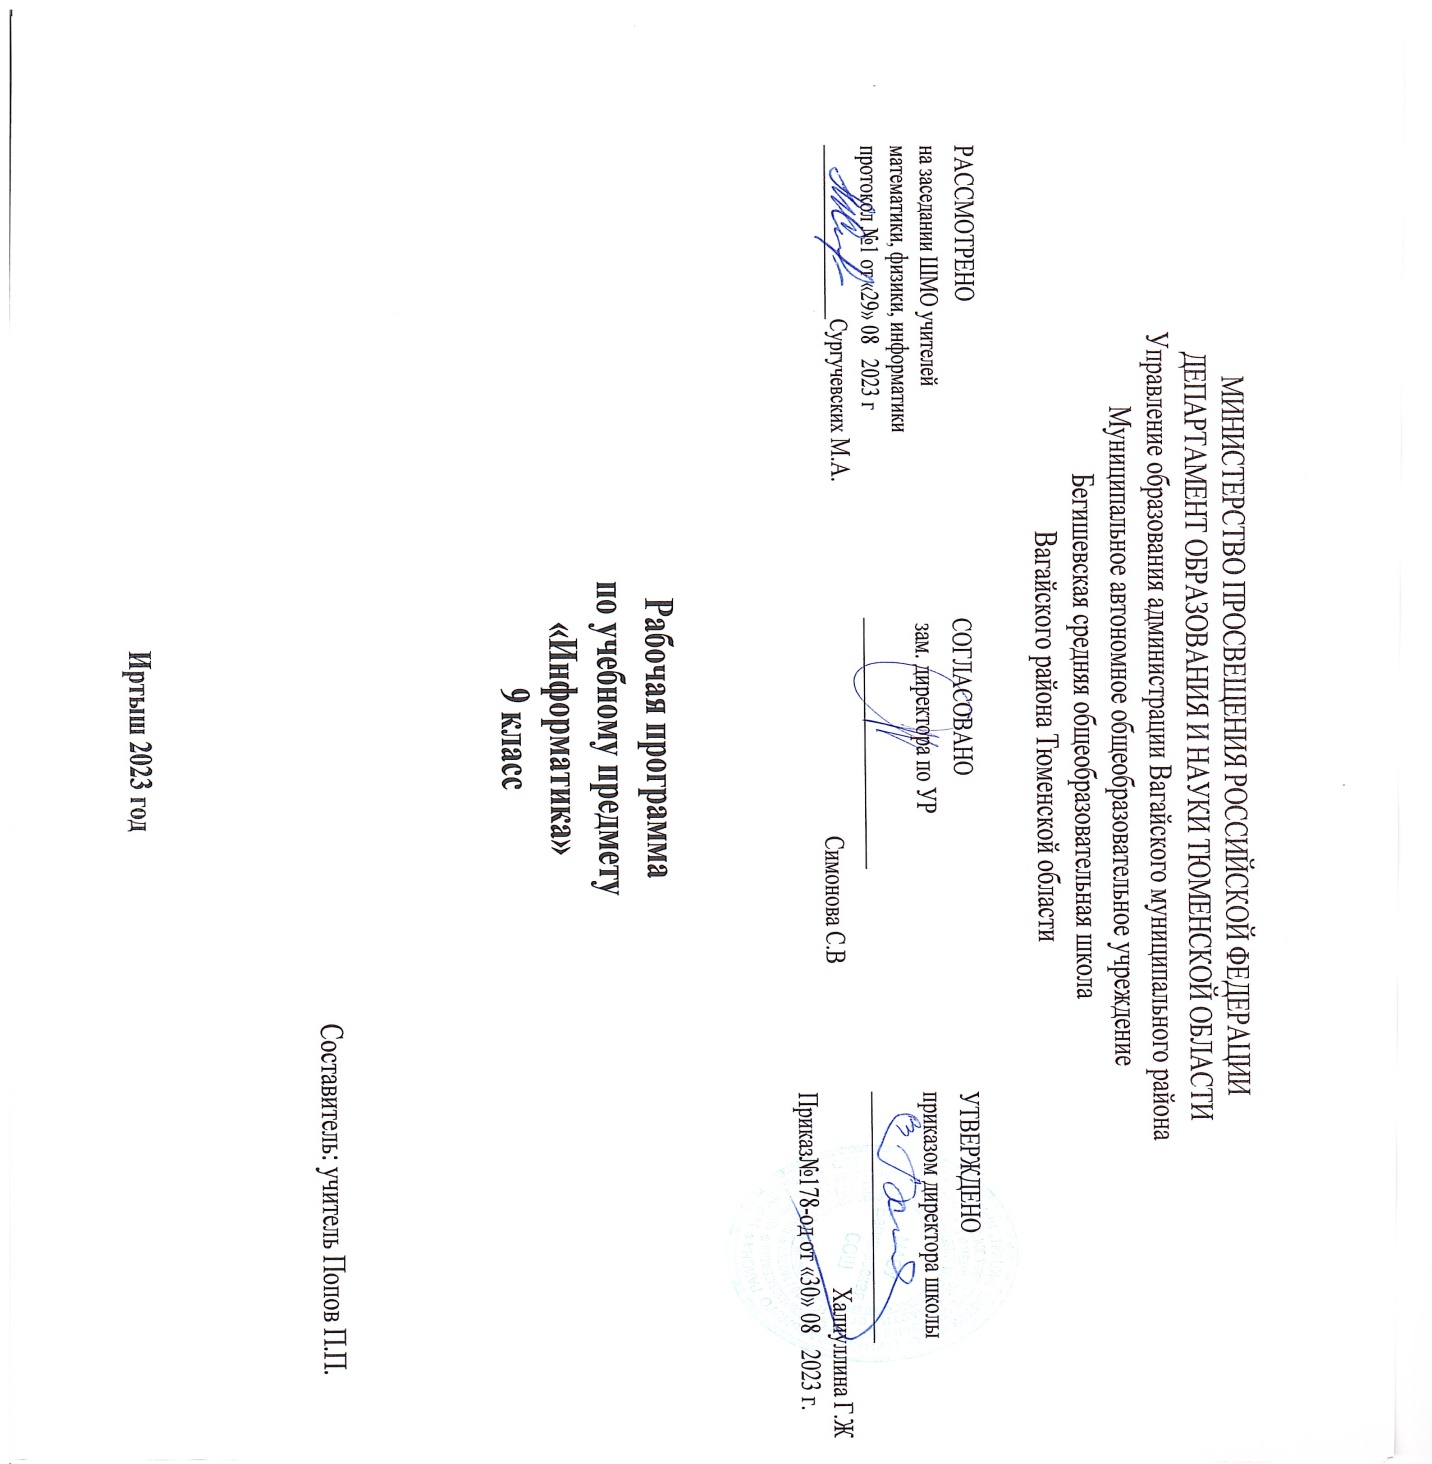 МИНИСТЕРСТВО ПРОСВЕЩЕНИЯ РОССИЙСКОЙ ФЕДЕРАЦИИ
ДЕПАРТАМЕНТ ОБРАЗОВАНИЯ И НАУКИ ТЮМЕНСКОЙ ОБЛАСТИ
Управление образования администрации Вагайского муниципального района
Муниципальное автономное общеобразовательное учреждение
Бегишевская средняя общеобразовательная школа
Вагайского района Тюменской области
РАССМОТРЕНО
на заседании ШМО учителей
математики, физики, информатики
протокол №1 от «29» 08 2023 г
Сургучевских М.А.
СОГЛАСОВАНО
зам. директора по УР
Симонова С.В
УТВЕРЖДЕНО
приказом директора школы
Халиуллина Г.Ж
Приказ№178-од от «30» 08 2023 г.
Рабочая программа
по учебному предмету
«Информатика»
9 класс
Составитель: учитель Попов П.П.
Иртыш 2023 год